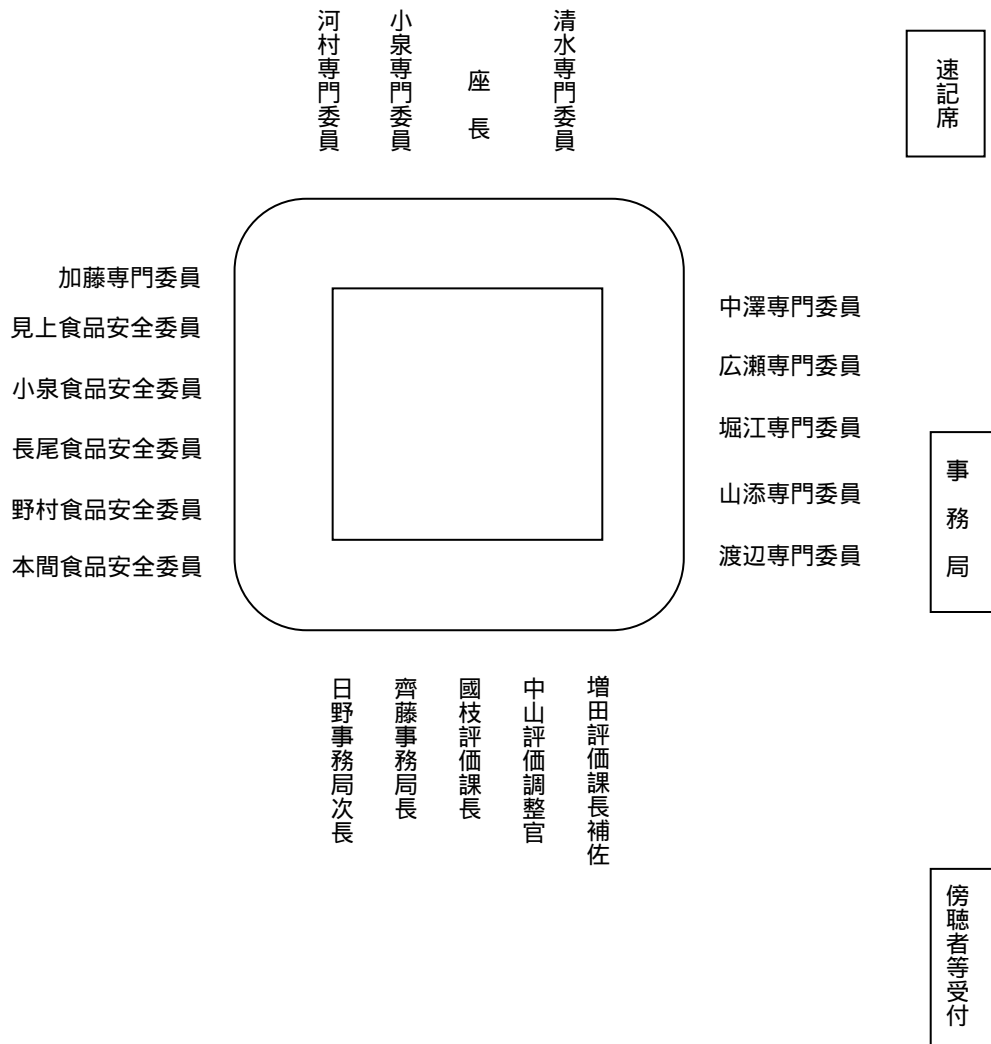 河村専門委員
小泉専門委員
座長
清水専門委員
速記席
加藤専門委員
見上食品安全委員
小泉食品安全委員
長尾食品安全委員
野村食品安全委員
本間食品安全委員
中澤専門委員
広瀬専門委員
堀江専門委員
山添専門委員
渡辺専門委員
事務局
日野事務局次長
齊藤事務局長
國枝評価課長
中山評価調整官
増田評価課長補佐
傍聴者等受付